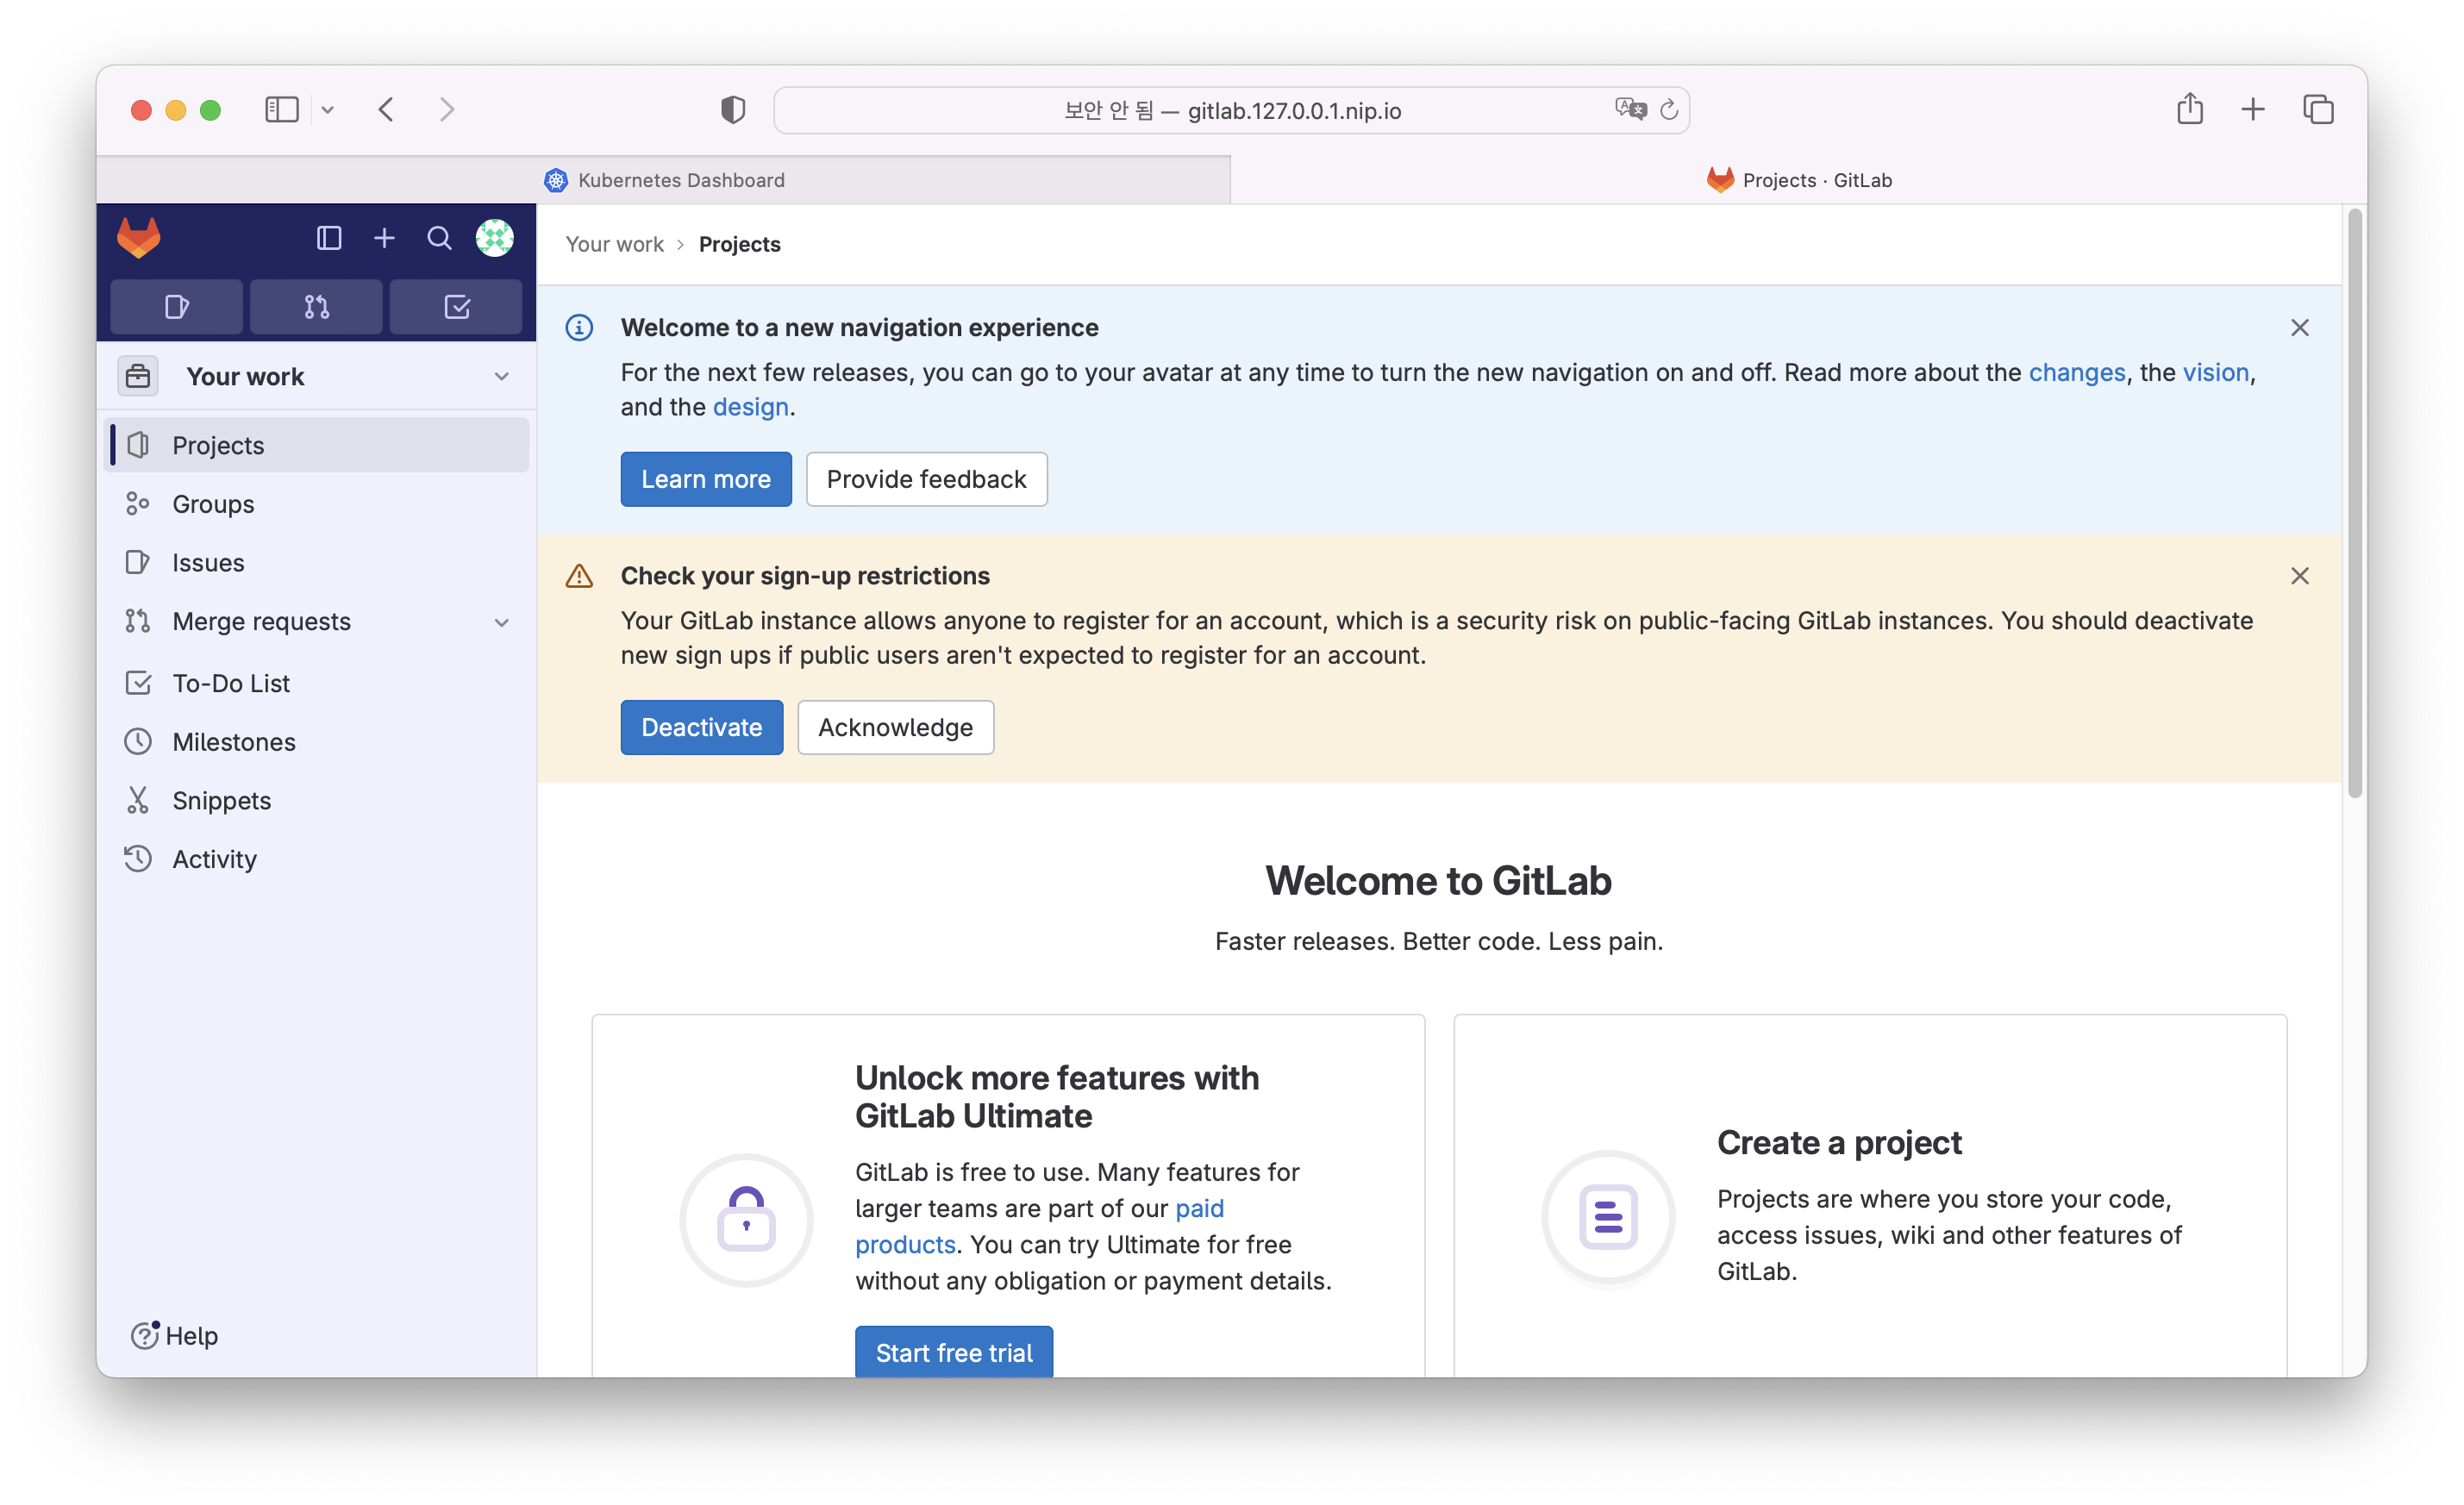 보안 안 됨 — gitlab.127.0.0.1.nip.io
Kubernetes Dashboard
Projects · GitLab
Your work
Projects
Groups
Issues
Merge requests
To-Do List
Milestones
Snippets
Activity
Help
Your work › Projects
Welcome to a new navigation experience
For the next few releases, you can go to your avatar at any time to turn the new navigation on and off. Read more about the changes, the vision,
and the design.
Learn more
Provide feedback
Check your sign-up restrictions
Your GitLab instance allows anyone to register for an account, which is a security risk on public-facing GitLab instances. You should deactivate
new sign ups if public users aren't expected to register for an account.
Deactivate
Acknowledge
Welcome to GitLab
Faster releases. Better code. Less pain.
Unlock more features with
GitLab Ultimate
GitLab is free to use. Many features for
larger teams are part of our paid
products. You can try Ultimate for free
without any obligation or payment details.
Start free trial
Create a project
Projects are where you store your code,
access issues, wiki and other features of
GitLab.